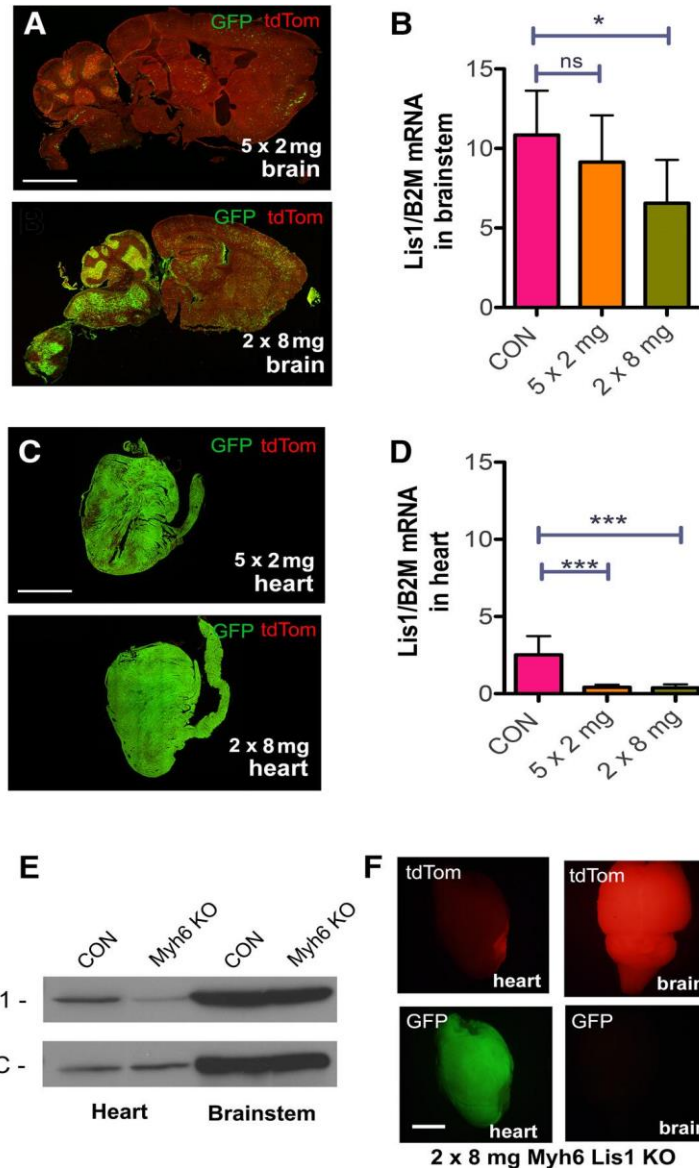 A
GFP tdTom
5 x 2 mg
brain
GFP tdTom
2 x 8 mg
brain
B
Lis1/B2M mRNA
in brainstem
15
10
5
0
*
ns
CON
5 x 2 mg
2 x 8 mg
C
GFP tdTom
5 x 2 mg
heart
GFP tdTom
2 x 8 mg
heart
D
Lis1/B2M mRNA
in heart
15
10
5
0
***
***
CON
5 x 2 mg
2 x 8 mg
E
CON
Myh6 KO
CON
Myh6 KO
1 -
C -
Heart Brainstem
F
tdTom
heart
tdTom
brain
GFP
heart
GFP
brain
2 x 8 mg Myh6 Lis1 KO